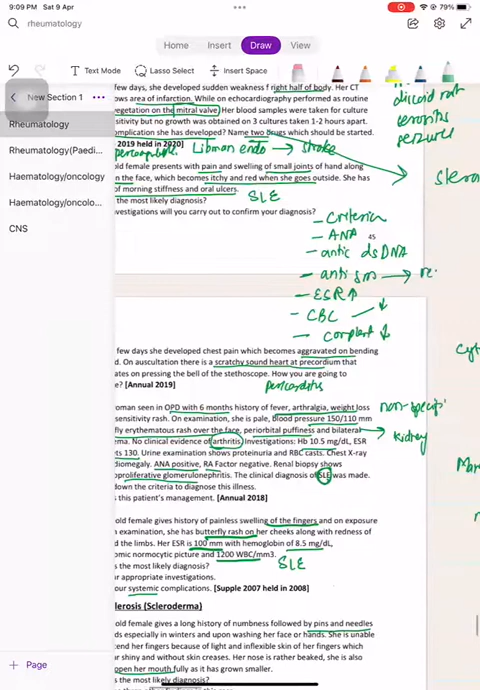 9:09 PM Sat 9 Apr
79%
rheumatology
Home Insert Draw View
Text Mode Lasso Select Insert Space
New Section 1
Rheumatology
Rheumatology(Paedi...
Haematology/oncology
Haematology/oncolo...
CNS
Page
few days, she developed sudden weakness f right half of body. Her CT
ows area of infarction. While on echocardiography performed as routine
vegetation on the mitral valve. Her blood samples were taken for culture
sitivity but no growth was obtained on 3 cultures taken 1-2 hours apart.
omplication she has developed? Name two drugs which should be started.
2019 held in 2020]
Libman endo → stroke
old female presents with pain and swelling of small joints of hand along
n the face, which becomes itchy and red when she goes outside. She has
of morning stiffness and oral ulcers.
SLE
the most likely diagnosis?
nvestigations will you carry out to confirm your diagnosis?
discoid rash
serositis
seizures
- Criteria
- ANA
45
- antic dsDNA
- anti sm →
- ESR↑
- CBC ↓
- complent ↓
few days she developed chest pain which becomes aggravated on bending
d. On auscultation there is a scratchy sound heart at precordium that
ates on pressing the bell of the stethoscope. How you are going to
e? [Annual 2019]
pericarditis
woman seen in OPD with 6 months history of fever, arthralgia, weight loss
sensitivity rash. On examination, she is pale, blood pressure 150/110 mm
ly erythematous rash over the face, periorbital puffiness and bilateral
ma. No clinical evidence of arthritis. Investigations: Hb 10.5 mg/dL, ESR
ets 130. Urine examination shows proteinuria and RBC casts. Chest X-ray
diomegaly. ANA positive, RA Factor negative. Renal biopsy shows
oproliferative glomerulonephritis. The clinical diagnosis of SLE was made.
down the criteria to diagnose this illness.
s this patient's management. [Annual 2018]
non-specifi
kidney
old female gives history of painless swelling of the fingers and on exposure
n examination, she has butterfly rash on her cheeks along with redness of
d the limbs. Her ESR is 100 mm with hemoglobin of 8.5 mg/dL,
omic normocytic picture and 1200 WBC/mm3.
SLE
s the most likely diagnosis?
ur appropriate investigations.
our systemic complications. [Supple 2007 held in 2008]
lerosis (Scleroderma)
old female gives a long history of numbness followed by pins and needles
ds especially in winters and upon washing her face or hands. She is unable
tend her fingers because of light and inflexible skin of her fingers which
r shiny and without skin creases. Her nose is rather beaked, she is also
open her mouth fully as it has grown smaller.
s the most likely diagnosis?